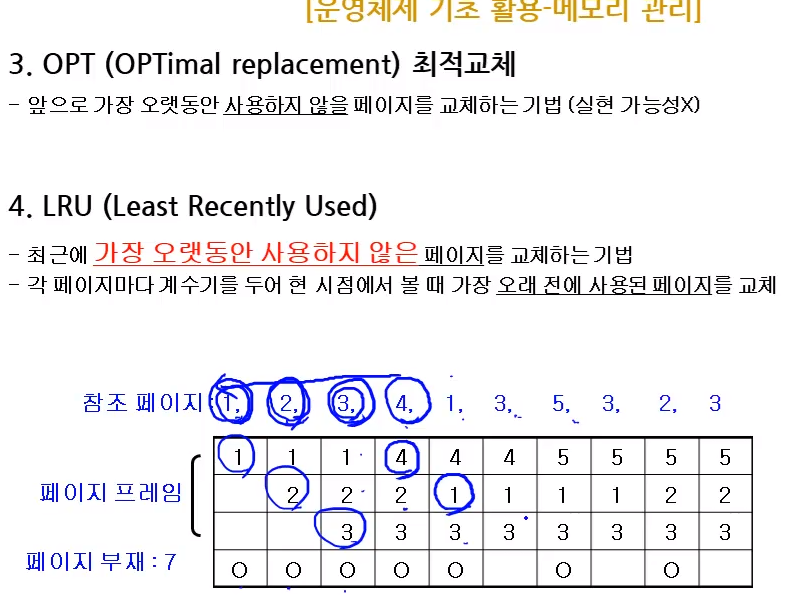 [운영체제 기초 활용-메모리 관리]
3. OPT (OPTimal replacement) 최적교체
- 앞으로 가장 오랫동안 사용하지 않을 페이지를 교체하는 기법 (실현 가능성X)
4. LRU (Least Recently Used)
- 최근에 가장 오랫동안 사용하지 않은 페이지를 교체하는 기법
- 각 페이지마다 계수기를 두어 현 시점에서 볼 때 가장 오래 전에 사용된 페이지를 교체
참조 페이지 : 1, 2, 3, 4, 1, 3, 5, 3, 2, 3
1 1 1 4 4 4 5 5 5 5
페이지 프레임 2 2 2 1 1 1 1 2 2
3 3 3 3 3 3 3 3
페이지 부재 : 7 O O O O O O O